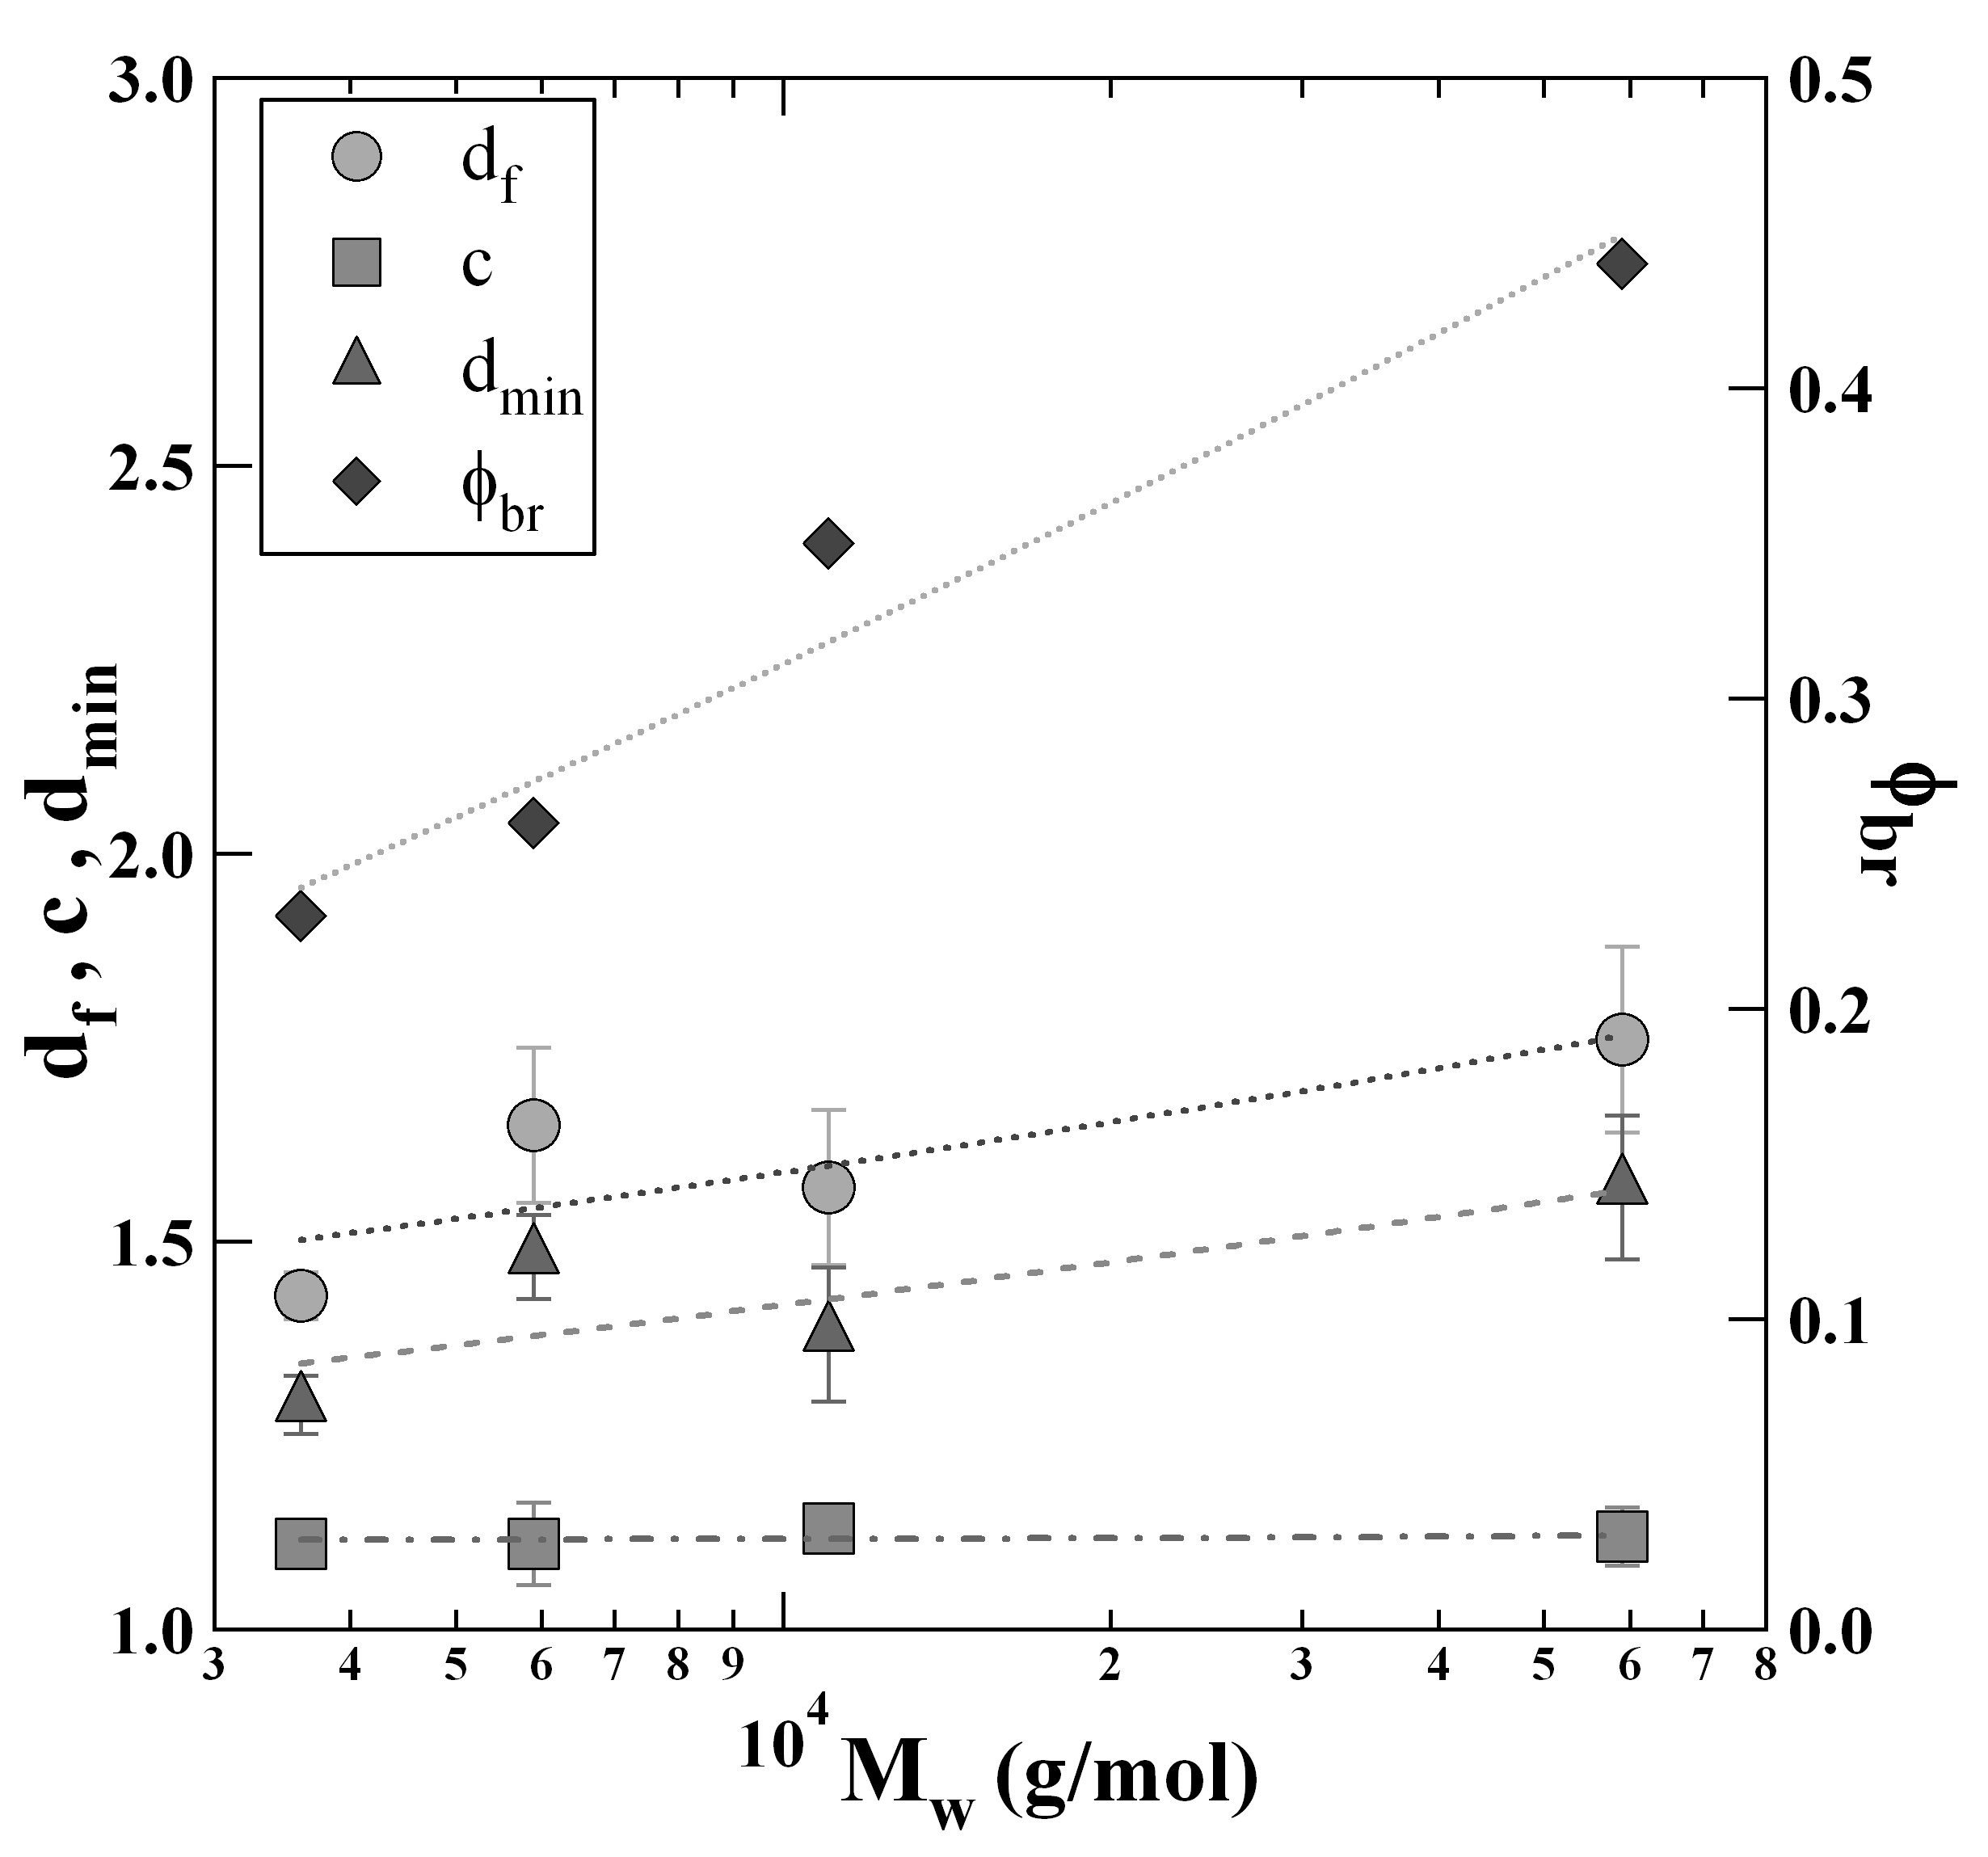 3.0
2.5
2.0
1.5
1.0
d_f, c, d_min
d_f
c
d_min
ϕ_br
0.5
0.4
0.3
0.2
0.1
0.0
ϕ_br
3 4 5 6 7 8 9 2 3 4 5 6 7 8
10^4
M_w (g/mol)